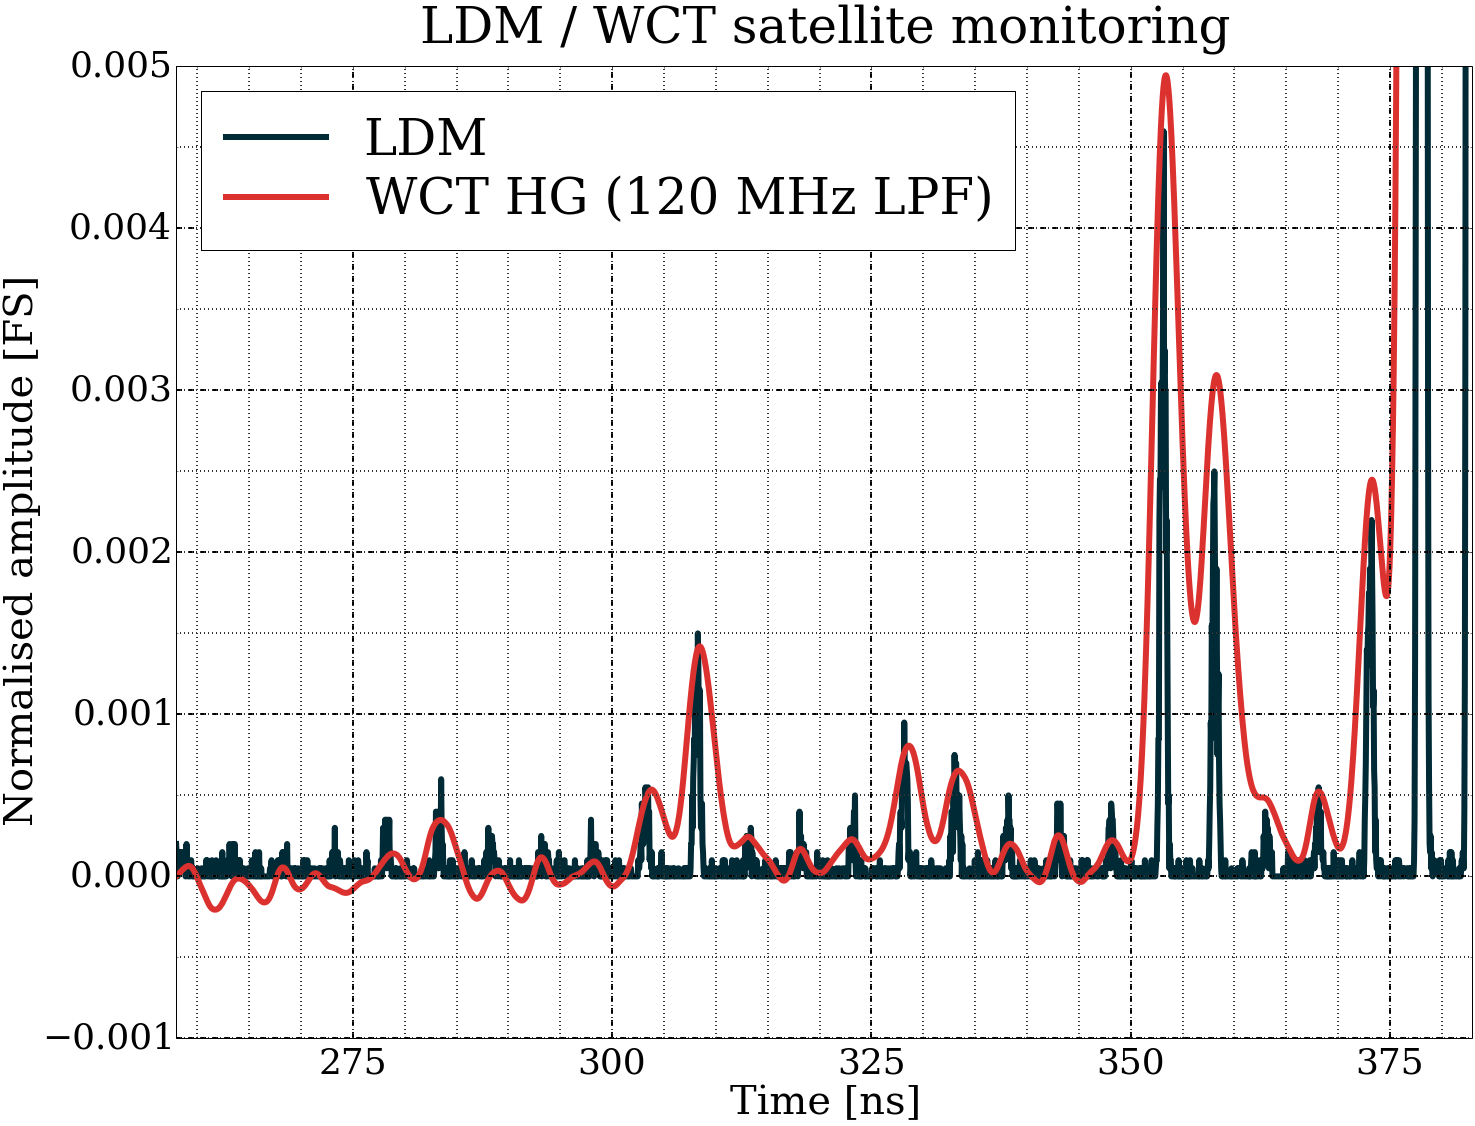 LDM / WCT satellite monitoring
0.005
0.004
0.003
0.002
0.001
0.000
−0.001
Normalised amplitude [FS]
LDM
WCT HG (120 MHz LPF)
275
300
325
350
375
Time [ns]